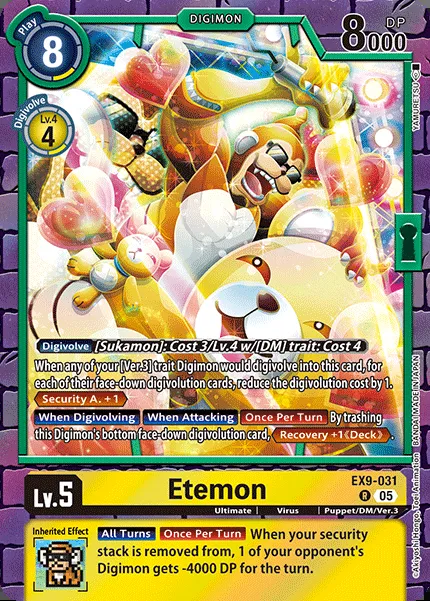 DIGIMON
Play
8
8000
DP
YAMURETSU
Digivolve
Lv.4
4
Digivolve [Sukamon]: Cost 3/Lv.4 w/[DM] trait: Cost 4
When any of your [Ver.3] trait Digimon would digivolve into this card, for
each of their face-down digivolution cards, reduce the digivolution cost by 1.
Security A. +1
When Digivolving When Attacking Once Per Turn By trashing
this Digimon's bottom face-down digivolution card, Recovery +1《Deck》.
©Akiyoshi Hongo, Toei Animation BANDAI MADE IN JAPAN
Lv.5
Etemon
EX9-031
R 05
Ultimate | Virus | Puppet/DM/Ver.3
Inherited Effect
All Turns Once Per Turn When your security
stack is removed from, 1 of your opponent's
Digimon gets -4000 DP for the turn.